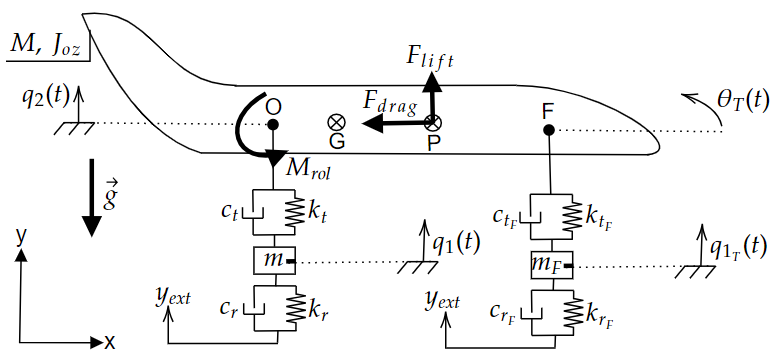 M, J_{oz}
F_{lift}
q_2(t)
F_{drag}
θ_T(t)
O
F
G
P
M_{rol}
\vec{g}
c_t
k_t
c_{t_F}
k_{t_F}
y
m
q_1(t)
m_F
q_{1_T}(t)
y_{ext}
c_r
k_r
y_{ext}
c_{r_F}
k_{r_F}
x